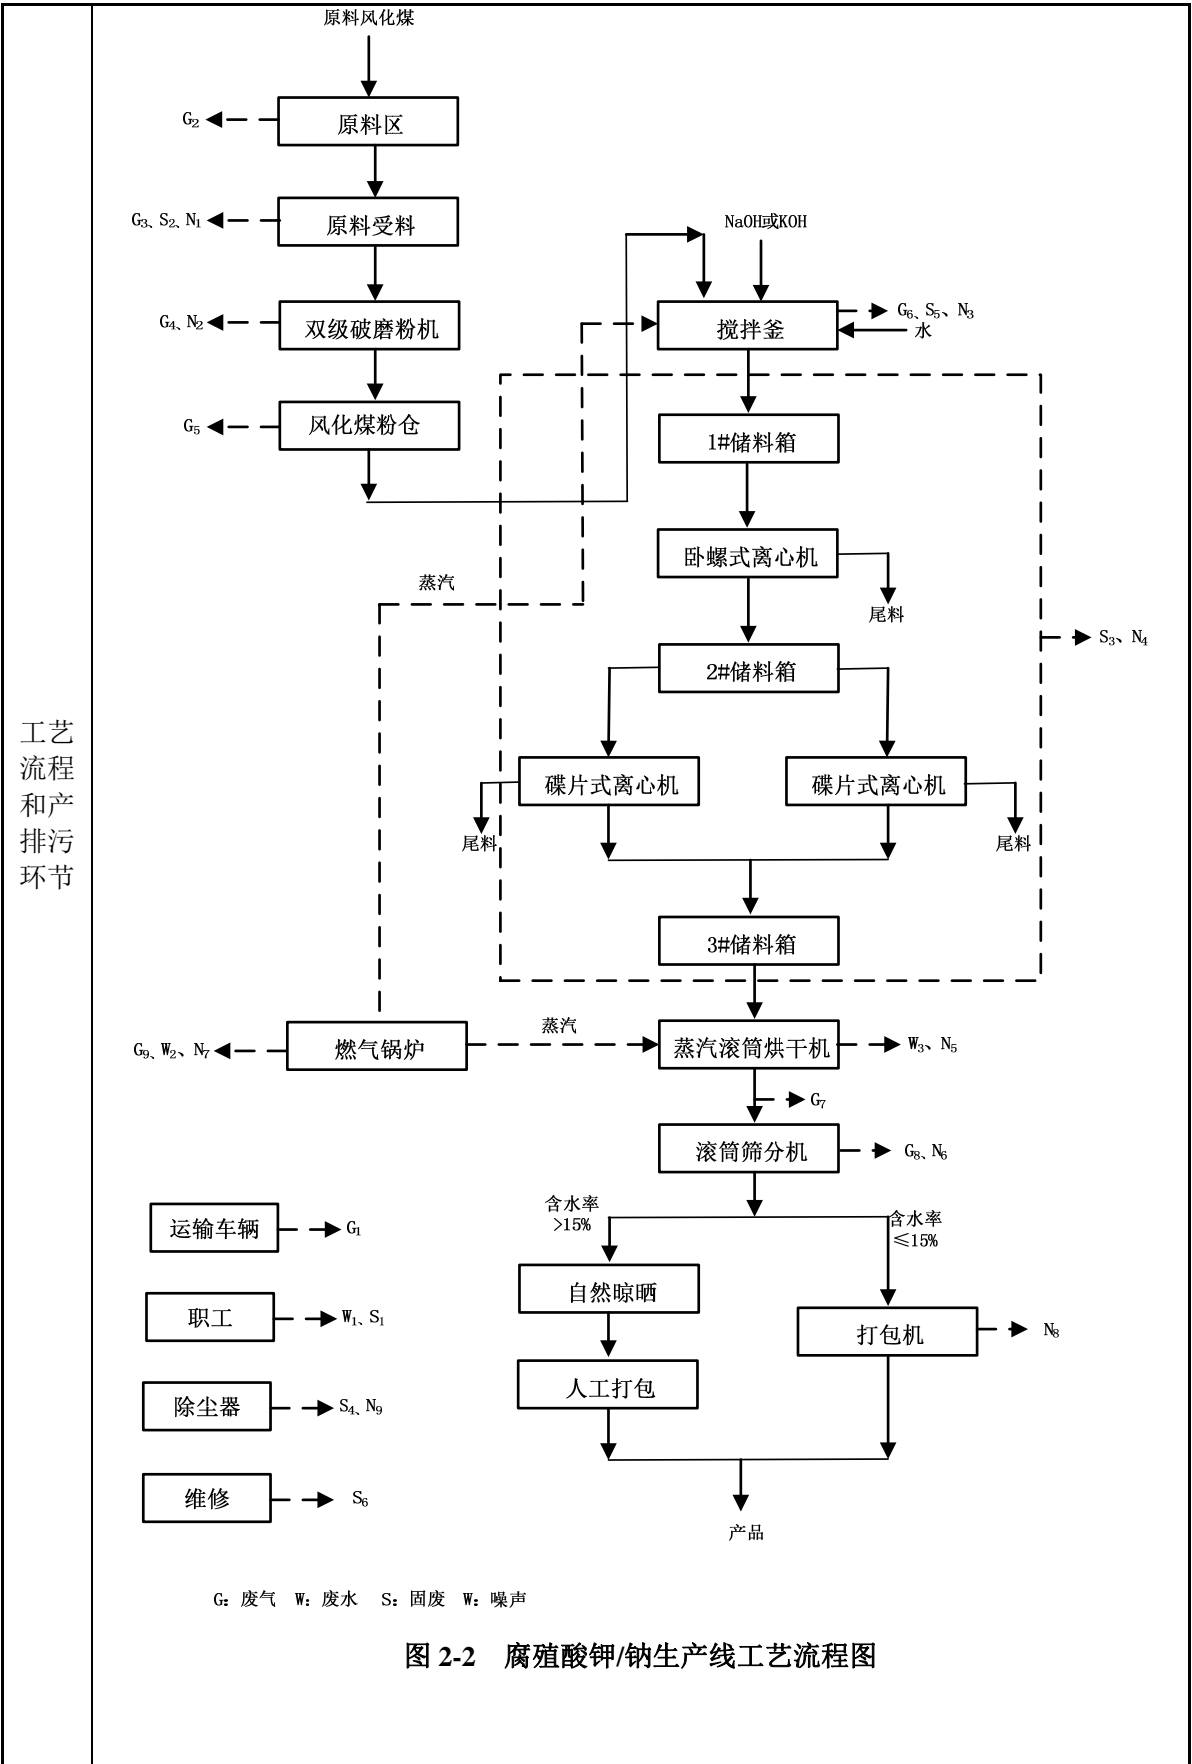 原料风化煤
原料区
G2
原料受料
G3、S2、N1
双级破磨粉机
G4、N2
风化煤粉仓
G5
NaOH或KOH
搅拌釜
G6、S5、N3
水
1#储料箱
卧螺式离心机
尾料
蒸汽
2#储料箱
S3、N4
碟片式离心机
碟片式离心机
尾料
尾料
3#储料箱
工艺
流程
和产
排污
环节
燃气锅炉
G9、W2、N7
蒸汽
蒸汽滚筒烘干机
W3、N5
G7
滚筒筛分机
G8、N6
含水率
>15%
含水率
≤15%
自然晾晒
人工打包
打包机
N8
产品
运输车辆
G1
职工
W1、S1
除尘器
S4、N9
维修
S6
G：废气 W：废水 S：固废 W：噪声
图 2-2 腐殖酸钾/钠生产线工艺流程图